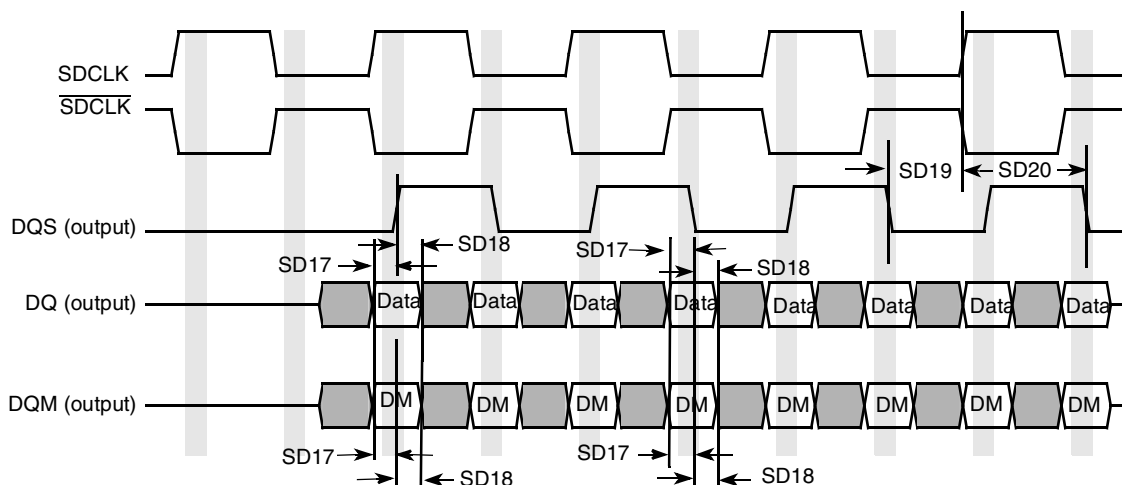 SDCLK
SDCLK
SD19 SD20
DQS (output)
SD18
SD17
SD17
SD18
DQ (output)
Data Data Data Data Data Data Data Data
DQM (output)
DM DM DM DM DM DM DM DM
SD17
SD18
SD17
SD18